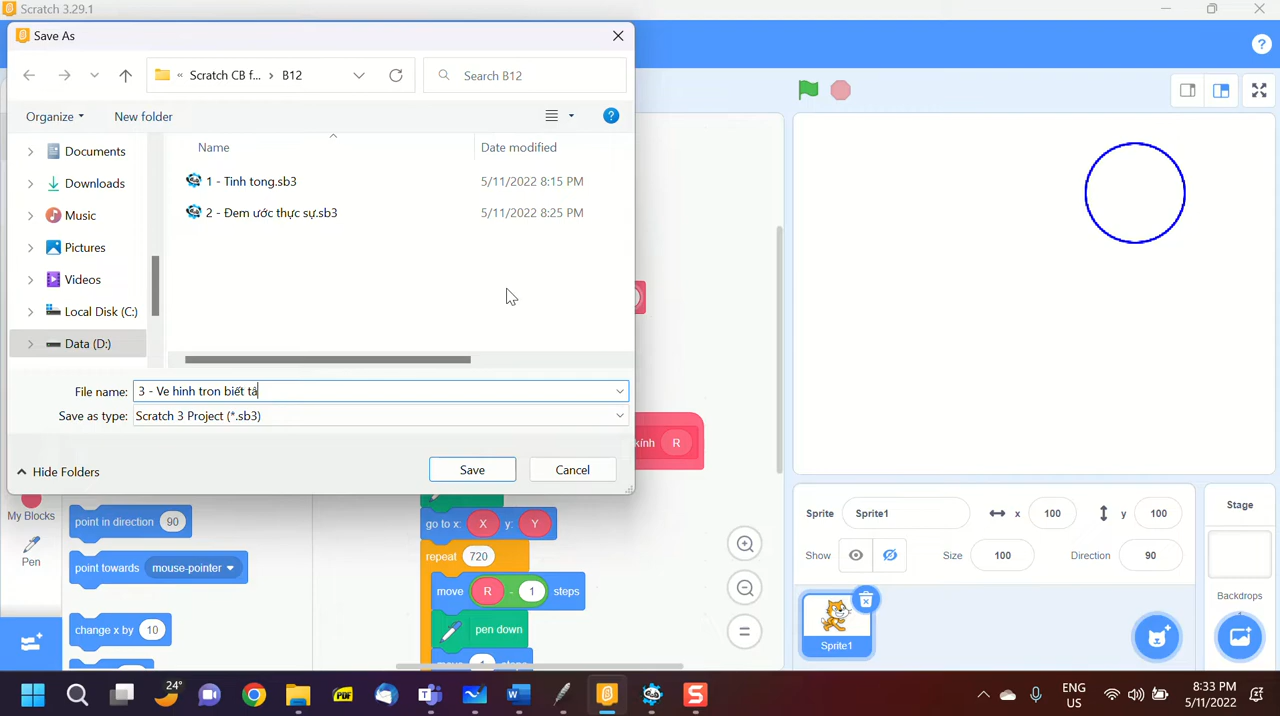 Scratch 3.29.1
Save As
« Scratch CB f... › B12
Search B12
Organize
New folder
Name
Date modified
Documents
Downloads
Music
Pictures
Videos
Local Disk (C:)
Data (D:)
1 - Tinh tong.sb3
5/11/2022 8:15 PM
2 - Đem ước thực sự.sb3
5/11/2022 8:25 PM
File name:
3 - Ve hinh tron biết tâ
Save as type:
Scratch 3 Project (*.sb3)
Hide Folders
Save
Cancel
kính R
My Blocks
Pen
point in direction 90
point towards mouse-pointer
change x by 10
go to x: X y: Y
repeat 720
move R - 1 steps
pen down
Sprite
Sprite1
x 100
y 100
Show
Size 100
Direction 90
Sprite1
Stage
Backdrops
24°
PDF
ENG
US
8:33 PM
5/11/2022